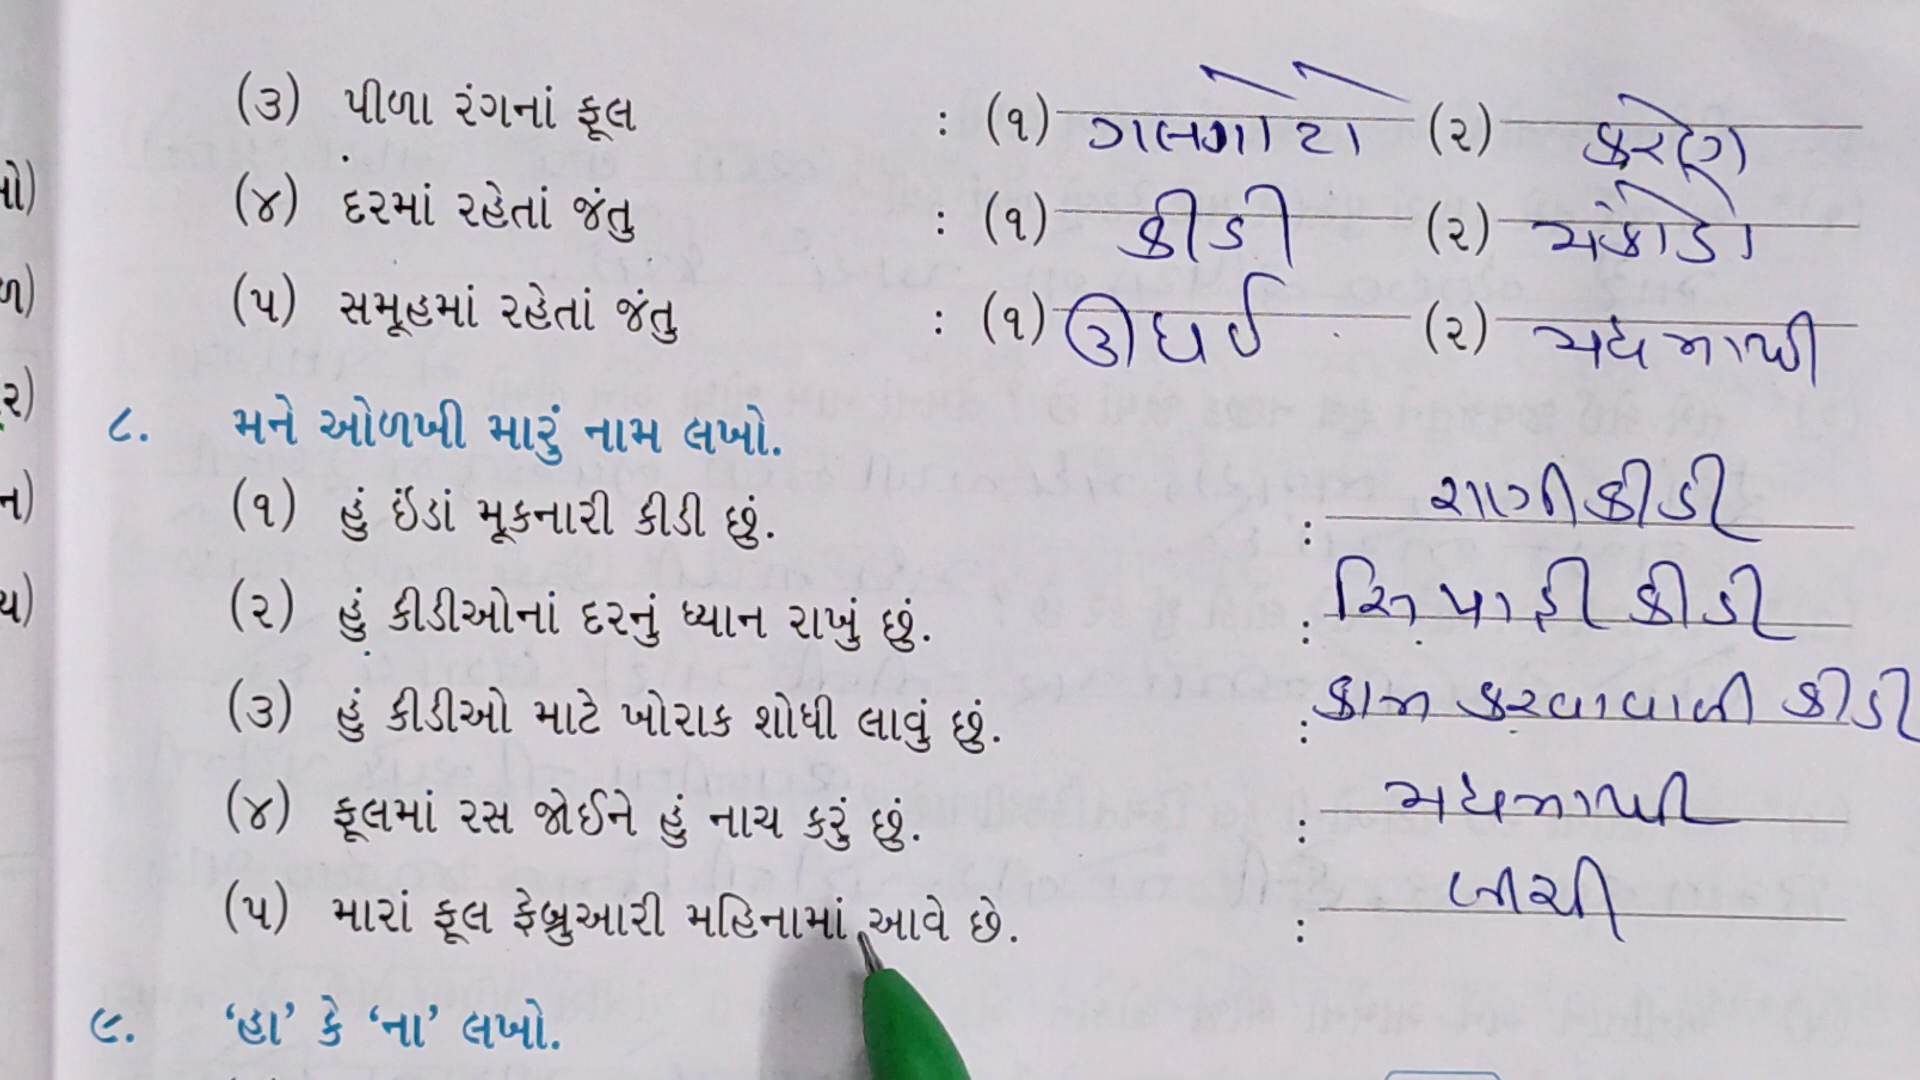 (૩) પીળા રંગનાં ફૂલ : (૧) ગલગોટો (૨) કરેણ
(૪) દરમાં રહેતાં જંતુ : (૧) કીડી (૨) મંકોડો
(૫) સમૂહમાં રહેતાં જંતુ : (૧) ઊધઈ (૨) મધમાખી
૮. મને ઓળખી મારું નામ લખો.
(૧) હું ઈંડાં મૂકનારી કીડી છું. : રાણીકીડી
(૨) હું કીડીઓનાં દરનું ધ્યાન રાખું છું. : સિપાહી કીડી
(૩) હું કીડીઓ માટે ખોરાક શોધી લાવું છું. : કામ કરવાવાળી કીડી
(૪) ફૂલમાં રસ જોઈને હું નાચ કરું છું. : મધમાખી
(૫) મારાં ફૂલ ફેબ્રુઆરી મહિનામાં આવે છે. : લીચી
૯. ‘હા’ કે ‘ના’ લખો.